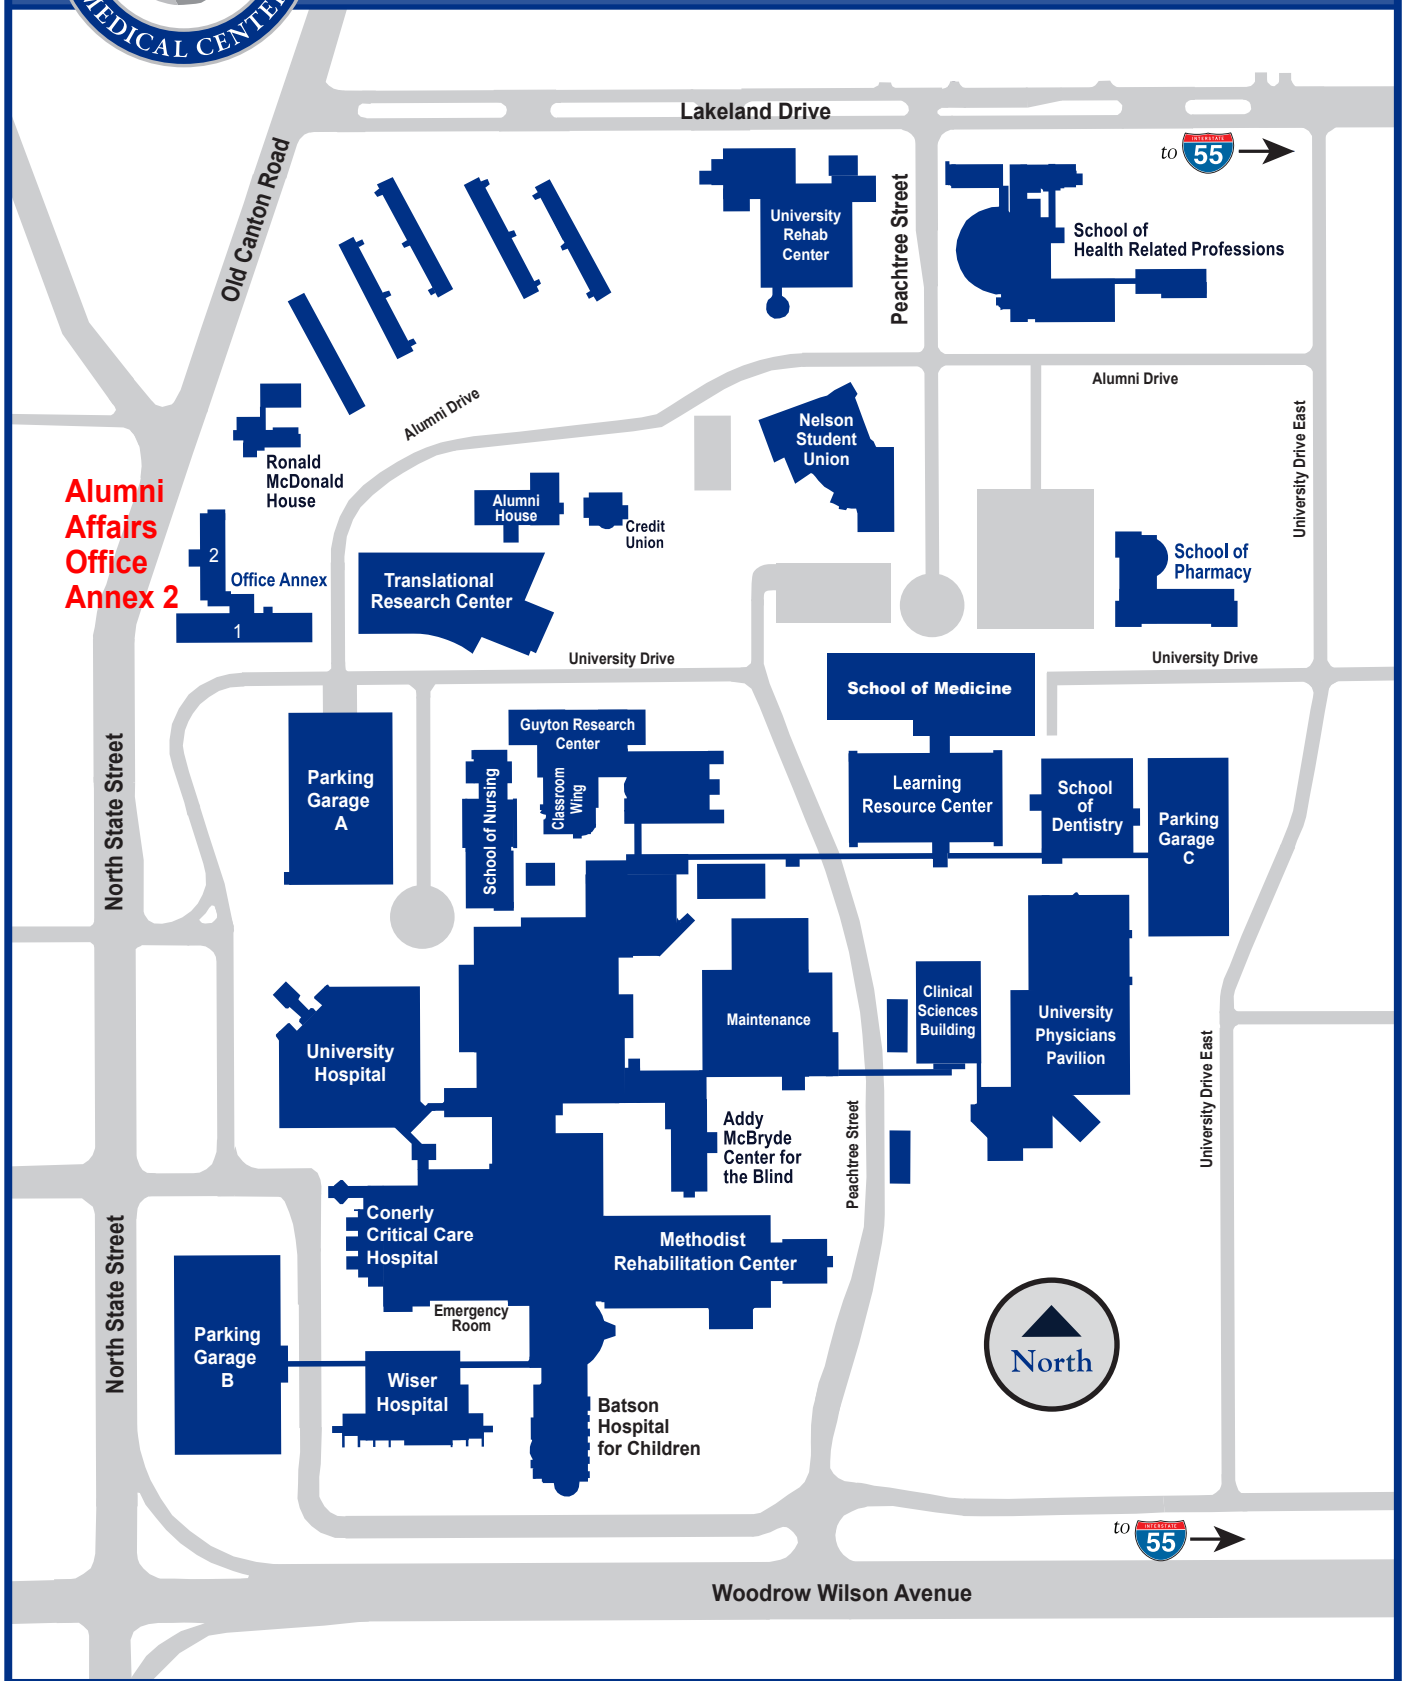 MEDICAL CENTER
Lakeland Drive
to
INTERSTATE
55
Old Canton Road
University
Rehab
Center
Peachtree Street
School of
Health Related Professions
Alumni Drive
Alumni Drive
Nelson
Student
Union
University Drive East
Ronald
McDonald
House
Alumni
Affairs
Office
Annex 2
2
Office Annex
1
Alumni
House
Credit
Union
Translational
Research Center
School of
Pharmacy
University Drive
University Drive
School of Medicine
North State Street
Parking
Garage
A
Guyton Research
Center
School of Nursing
Classroom
Wing
Learning
Resource Center
School
of
Dentistry
Parking
Garage
C
University
Hospital
Maintenance
Clinical
Sciences
Building
University
Physicians
Pavilion
University Drive East
Addy
McBryde
Center for
the Blind
Peachtree Street
Conerly
Critical Care
Hospital
Methodist
Rehabilitation Center
North State Street
Emergency
Room
Parking
Garage
B
Wiser
Hospital
Batson
Hospital
for Children
North
to
INTERSTATE
55
Woodrow Wilson Avenue